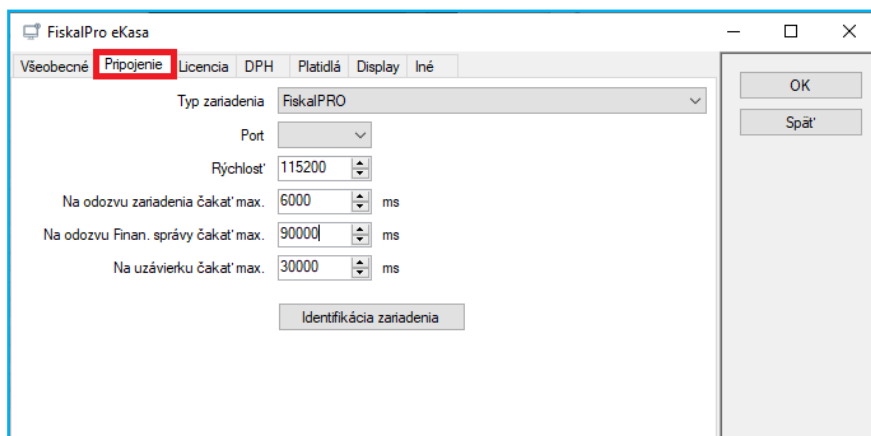 FiskalPro eKasa
Všeobecné Pripojenie Licencia DPH Platidlá Display Iné
OK
Späť
Typ zariadenia FiskalPRO
Port
Rýchlosť 115200
Na odozvu zariadenia čakať max. 6000 ms
Na odozvu Finan. správy čakať max. 90000 ms
Na uzávierku čakať max. 30000 ms
Identifikácia zariadenia